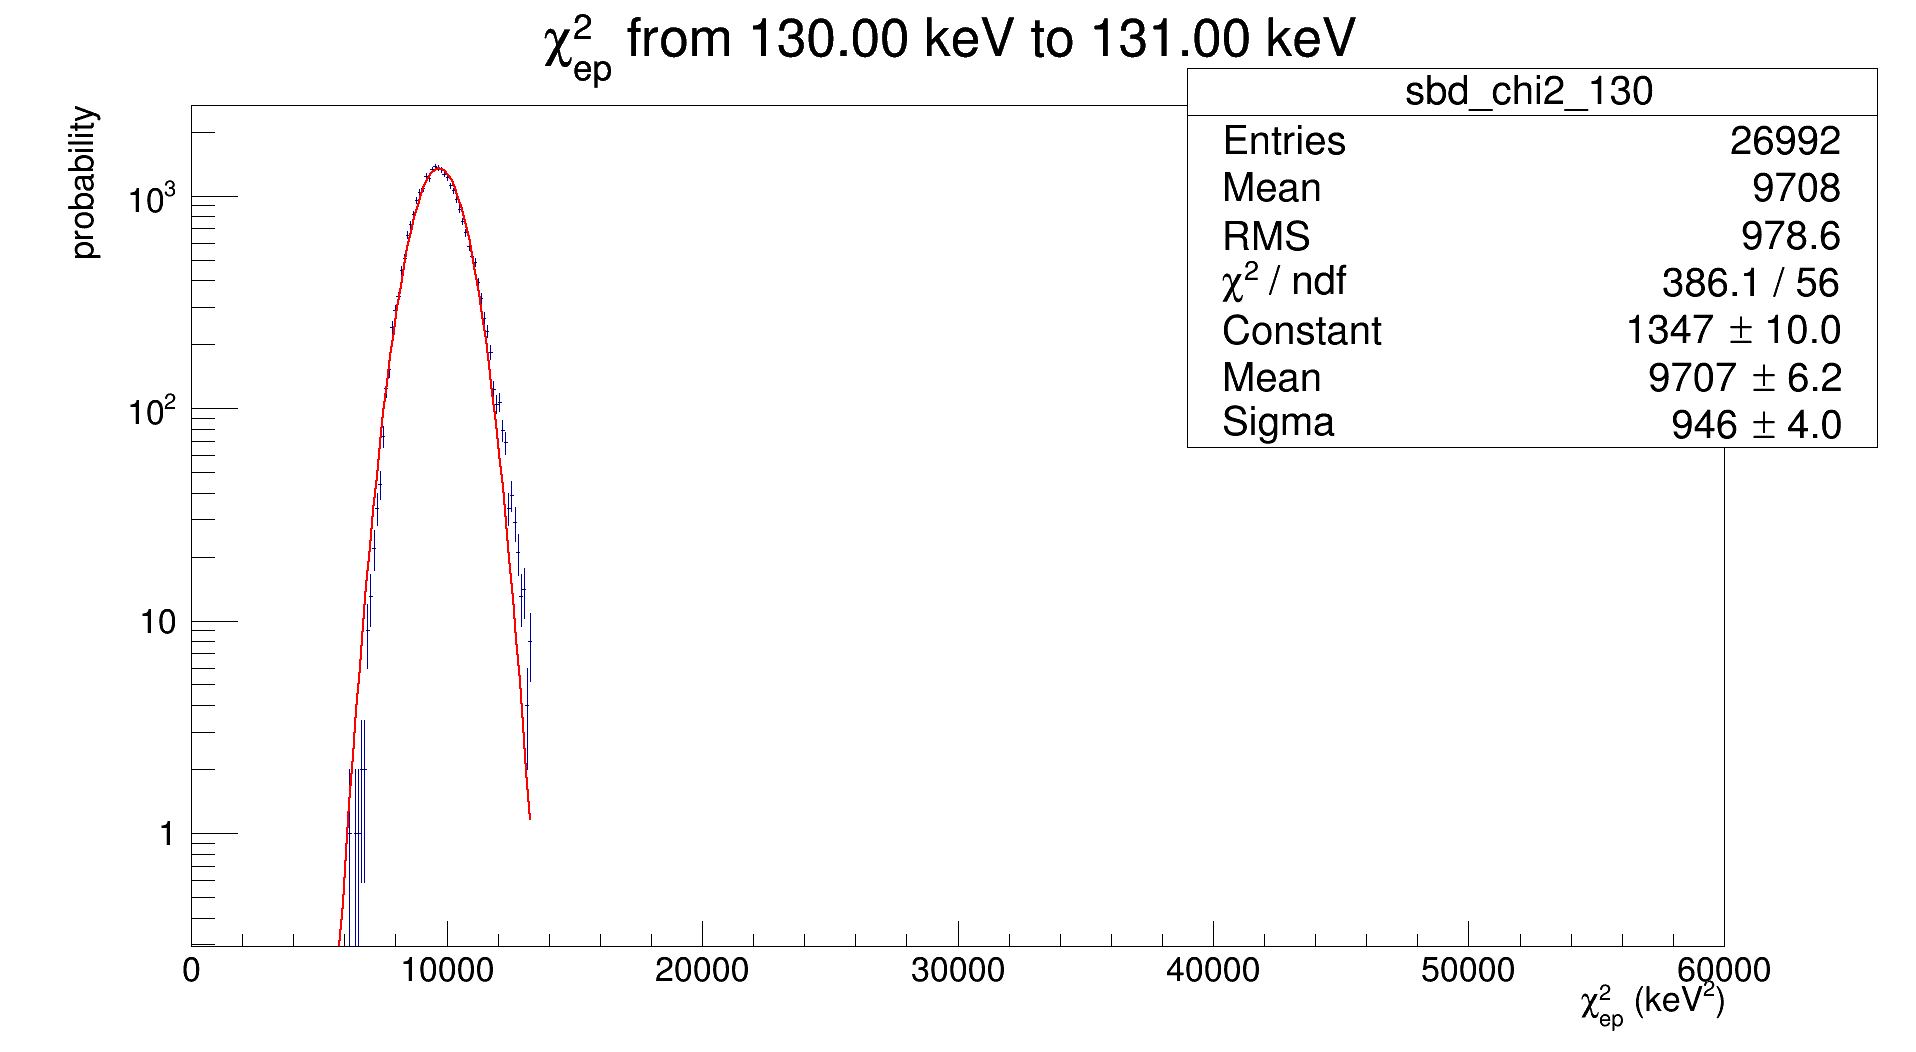 χ²ep from 130.00 keV to 131.00 keV
sbd_chi2_130
Entries 26992
Mean 9708
RMS 978.6
χ² / ndf 386.1 / 56
Constant 1347 ± 10.0
Mean 9707 ± 6.2
Sigma 946 ± 4.0
probability
10³
10²
10
1
0 10000 20000 30000 40000 50000 60000
χ²ep (keV²)